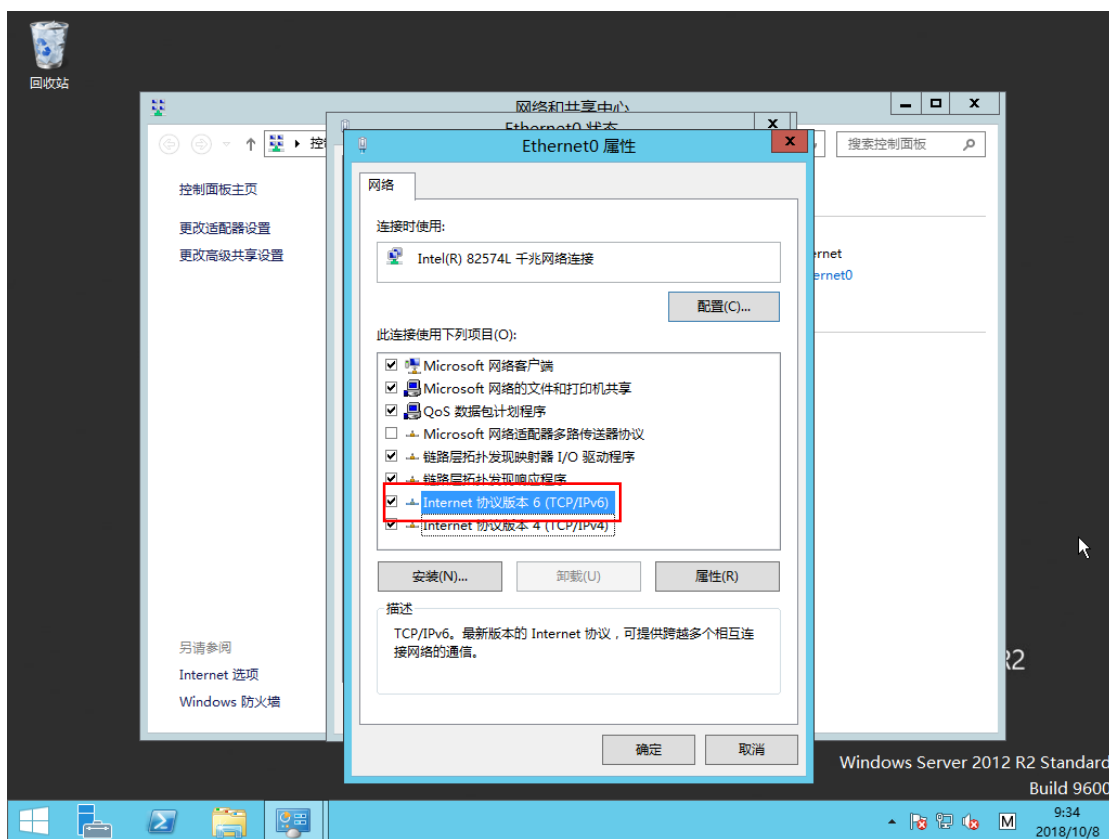 回收站
网络和共享中心
Ethernet0 状态
Ethernet0 属性
搜索控制面板
控制面板主页
更改适配器设置
更改高级共享设置
网络
连接时使用:
Intel(R) 82574L 千兆网络连接
配置(C)...
此连接使用下列项目(O):
Microsoft 网络客户端
Microsoft 网络的文件和打印机共享
QoS 数据包计划程序
Microsoft 网络适配器多路传送器协议
链路层拓扑发现映射器 I/O 驱动程序
链路层拓扑发现响应程序
Internet 协议版本 6 (TCP/IPv6)
Internet 协议版本 4 (TCP/IPv4)
安装(N)...
卸载(U)
属性(R)
描述
TCP/IPv6。最新版本的 Internet 协议，可提供跨越多个相互连
接网络的通信。
确定
取消
另请参阅
Internet 选项
Windows 防火墙
ernet
ernet0
R2
Windows Server 2012 R2 Standard
Build 9600
M
9:34
2018/10/8